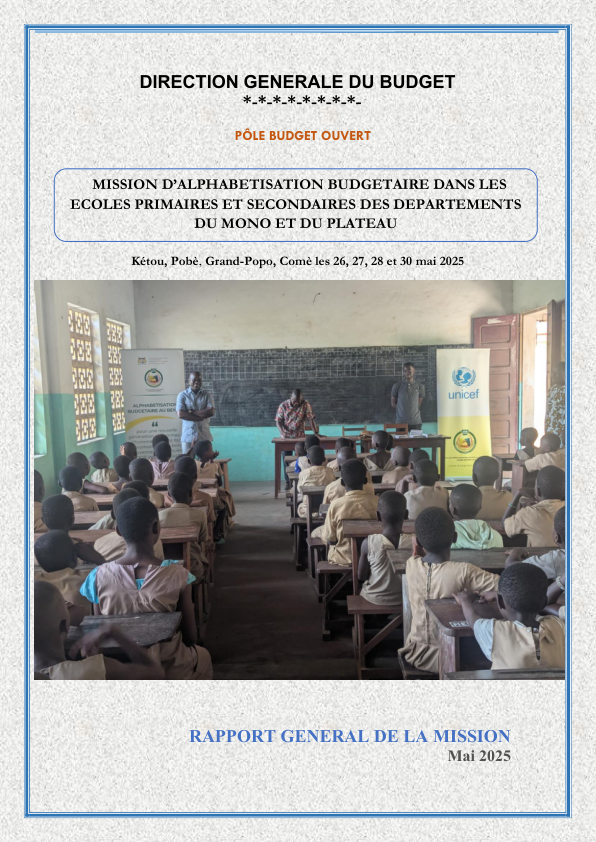 DIRECTION GENERALE DU BUDGET
*-*-*-*-*-*-*-*-
PÔLE BUDGET OUVERT
MISSION D’ALPHABETISATION BUDGETAIRE DANS LES
ECOLES PRIMAIRES ET SECONDAIRES DES DEPARTEMENTS
DU MONO ET DU PLATEAU
Kétou, Pobè, Grand-Popo, Comè les 26, 27, 28 et 30 mai 2025
ALPHABETISATION
BUDGETAIRE AU BENIN
unicef
RAPPORT GENERAL DE LA MISSION
Mai 2025